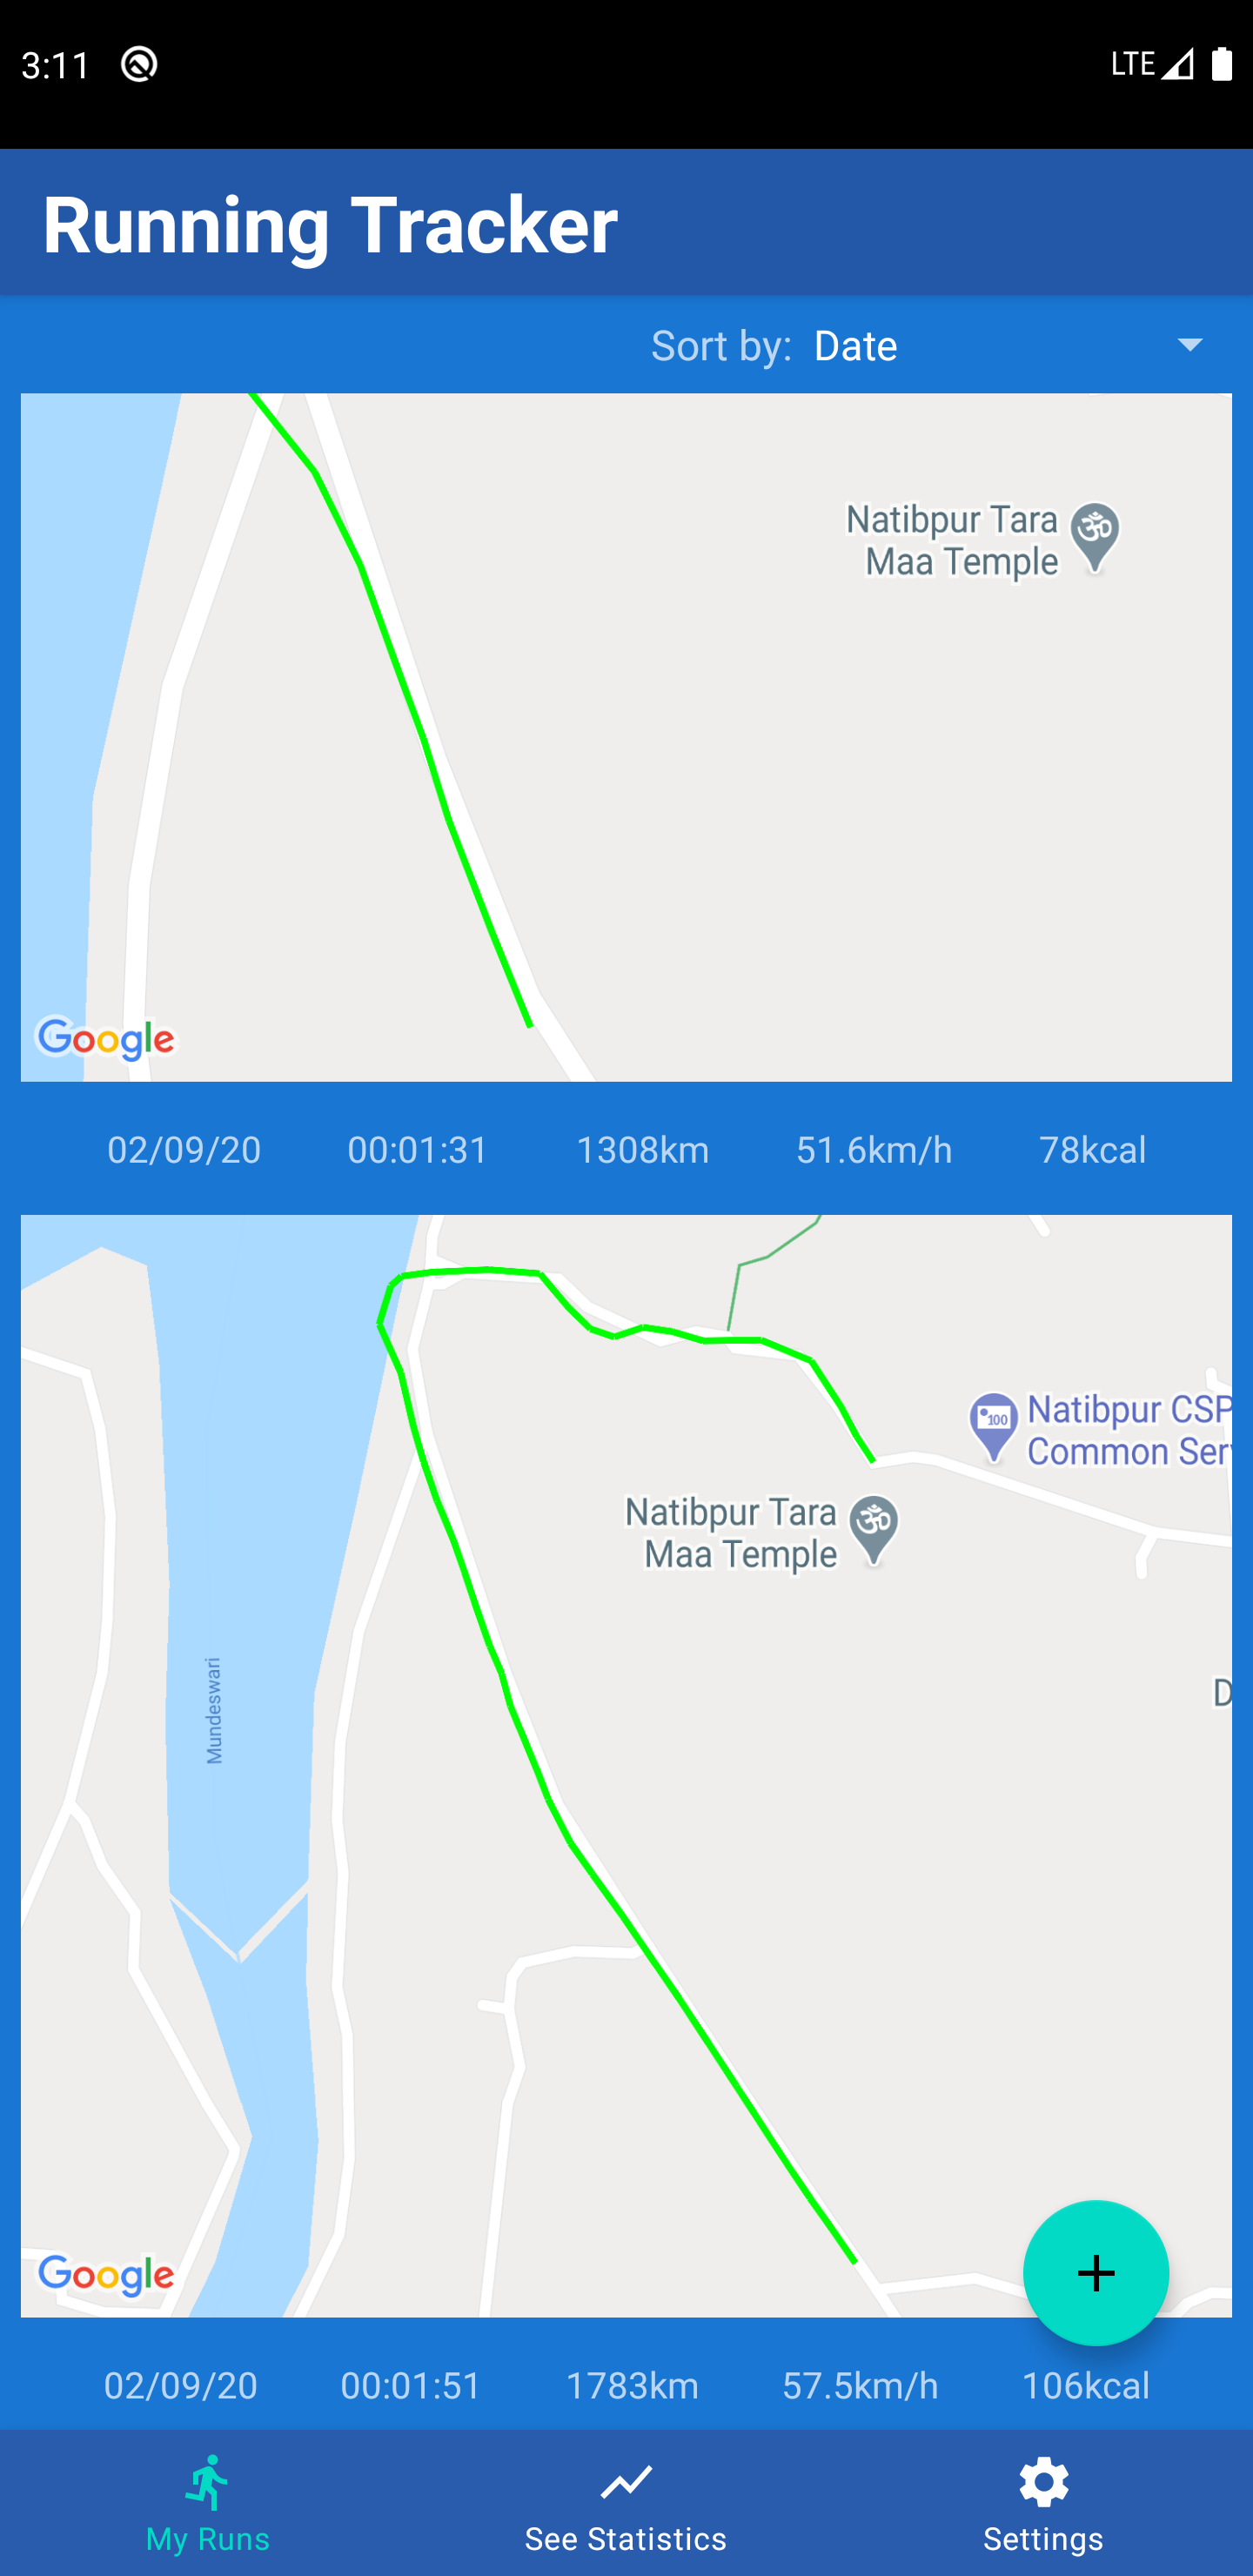 3:11 LTE
Running Tracker
Sort by: Date
Natibpur Tara
Maa Temple
ॐ
Google
02/09/20 00:01:31 1308km 51.6km/h 78kcal
100
Natibpur CSP
Common Ser
Natibpur Tara
Maa Temple
ॐ
Mundeswari
D
Google
+
02/09/20 00:01:51 1783km 57.5km/h 106kcal
My Runs See Statistics Settings